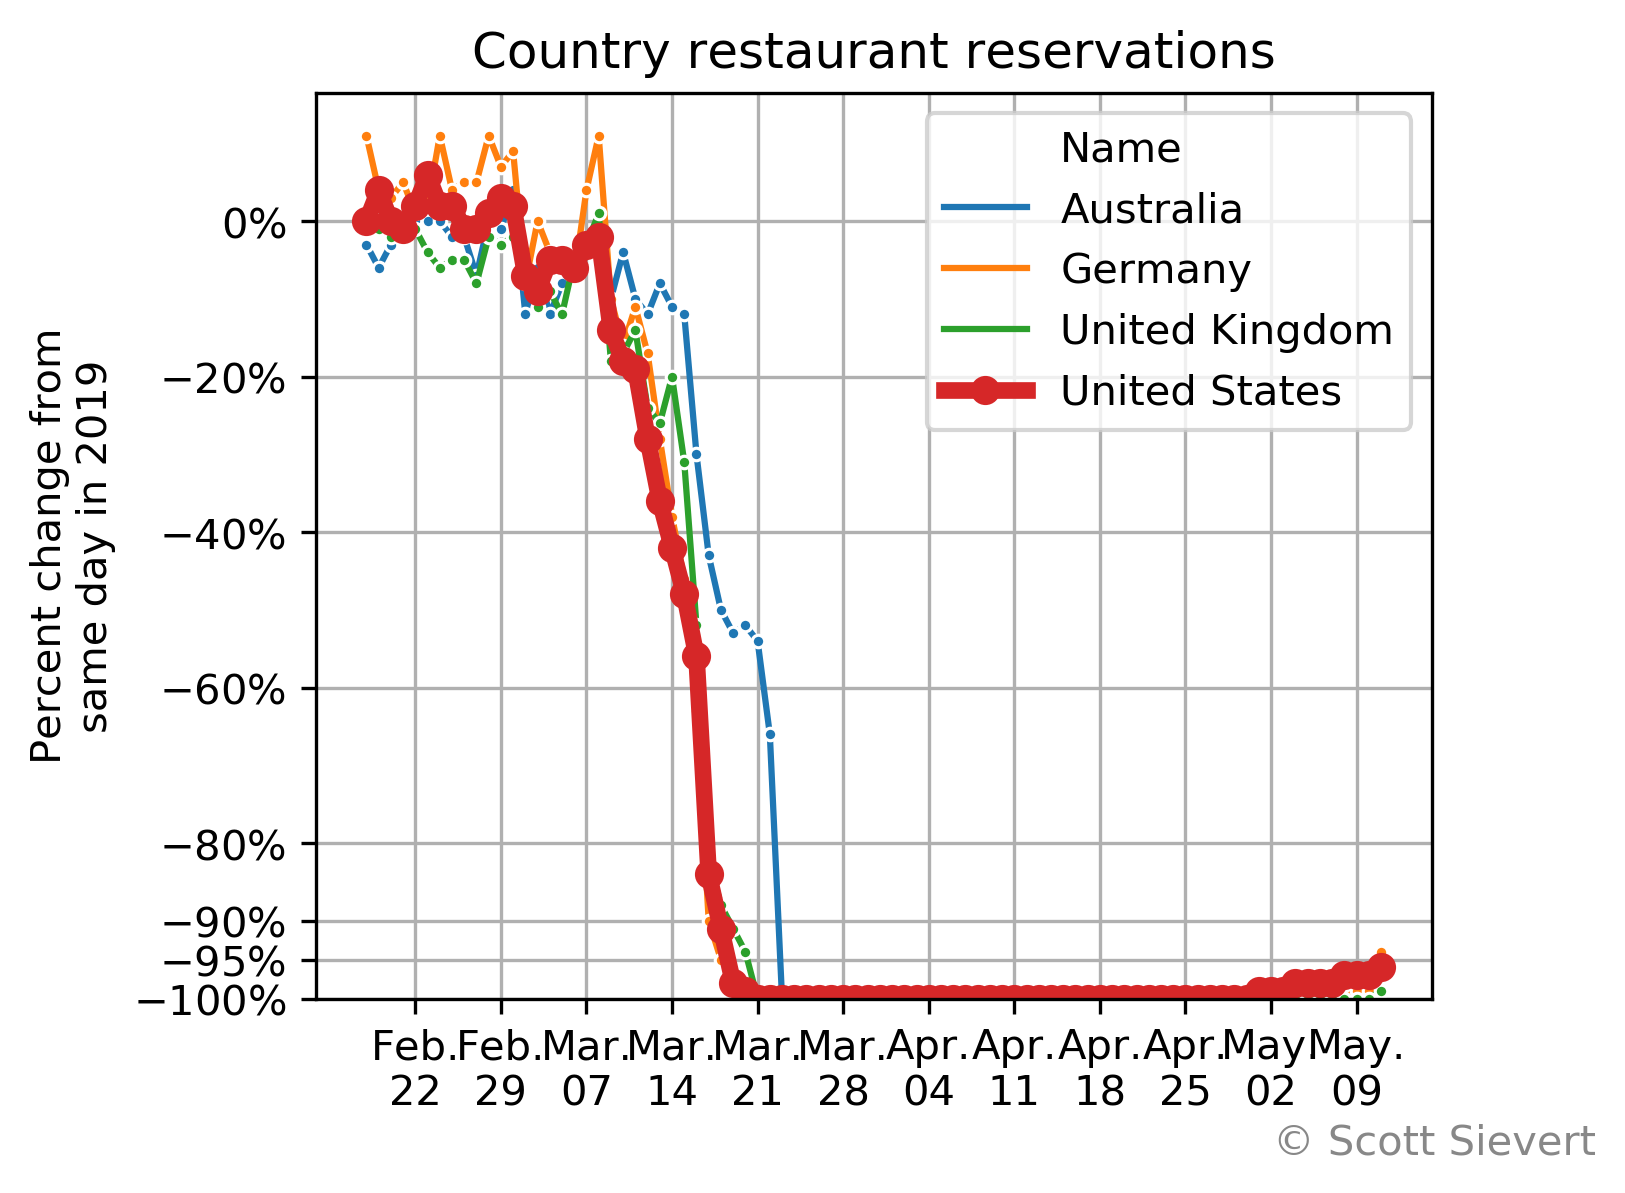 Country restaurant reservations
Name
Australia
Germany
United Kingdom
United States
Percent change from
same day in 2019
0%
−20%
−40%
−60%
−80%
−90%
−95%
−100%
Feb. Feb. Mar. Mar. Mar. Mar. Apr. Apr. Apr. Apr. May. May.
22 29 07 14 21 28 04 11 18 25 02 09
© Scott Sievert